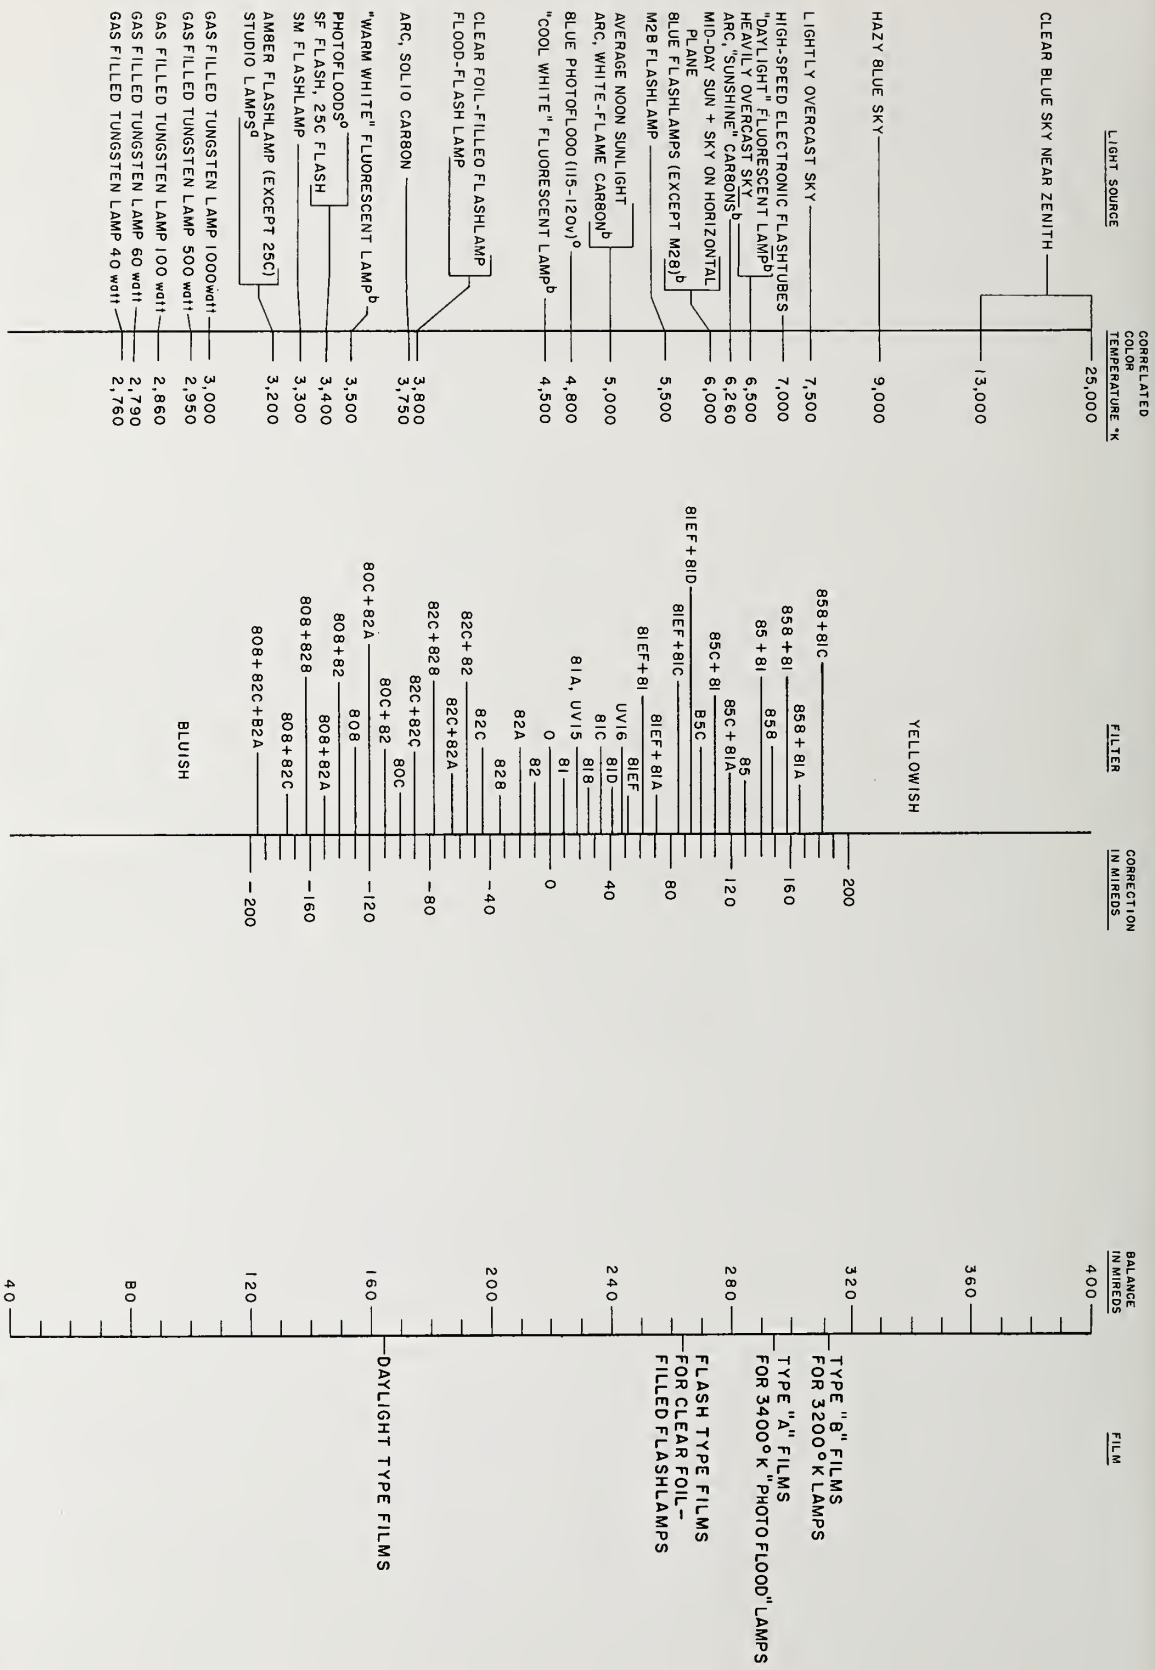 LIGHT SOURCE
CLEAR BLUE SKY NEAR ZENITH
HAZY BLUE SKY
LIGHTLY OVERCAST SKY
HIGH-SPEED ELECTRONIC FLASHTUBES
"DAYLIGHT" FLUORESCENT LAMPb
HEAVILY OVERCAST SKY
ARC, "SUNSHINE" CARBONSb
MID-DAY SUN + SKY ON HORIZONTAL
PLANE
BLUE FLASHLAMPS (EXCEPT M28)b
M2B FLASHLAMP
AVERAGE NOON SUNLIGHT
ARC, WHITE-FLAME CARBONb
BLUE PHOTOFLOOD (115-120v)o
"COOL WHITE" FLUORESCENT LAMPb
CLEAR FOIL-FILLED FLASHLAMP
FLOOD-FLASH LAMP
ARC, SOLID CARBON
"WARM WHITE" FLUORESCENT LAMPb
PHOTOFLOODSo
SF FLASH, 25C FLASH
SM FLASHLAMP
AMBER FLASHLAMP (EXCEPT 25C)
STUDIO LAMPSa
GAS FILLED TUNGSTEN LAMP 1000watt
GAS FILLED TUNGSTEN LAMP 500 watt
GAS FILLED TUNGSTEN LAMP 100 watt
GAS FILLED TUNGSTEN LAMP 60 watt
GAS FILLED TUNGSTEN LAMP 40 watt
CORRELATED
COLOR
TEMPERATURE °K
25,000
13,000
9,000
7,500
7,000
6,500
6,260
6,000
5,500
5,000
4,800
4,500
3,800
3,750
3,500
3,400
3,300
3,200
3,000
2,950
2,860
2,790
2,760
FILTER
YELLOWISH
85B+81C
85B+81A
85B+81
85B
85+81
85
85C+81A
85C+81
B5C
81EF+81D
81EF+81C
81EF+81A
81EF+81
81EF
UV16
81D
81C
81B
81A, UV15
81
0
82
82A
82B
82C
82C+82
82C+82A
82C+82B
82C+82C
80C
80C+82
80C+82A
80B
80B+82
80B+82A
80B+82B
80B+82C
80B+82C+B2A
BLUISH
CORRECTION
IN MIREDS
200
160
120
80
40
0
-40
-80
-120
-160
-200
BALANCE
IN MIREDS
400
360
320
280
240
200
160
120
80
40
FILM
TYPE "B" FILMS
FOR 3200°K LAMPS
TYPE "A" FILMS
FOR 3400°K "PHOTO FLOOD" LAMPS
FLASH TYPE FILMS
FOR CLEAR FOIL-
FILLED FLASHLAMPS
DAYLIGHT TYPE FILMS